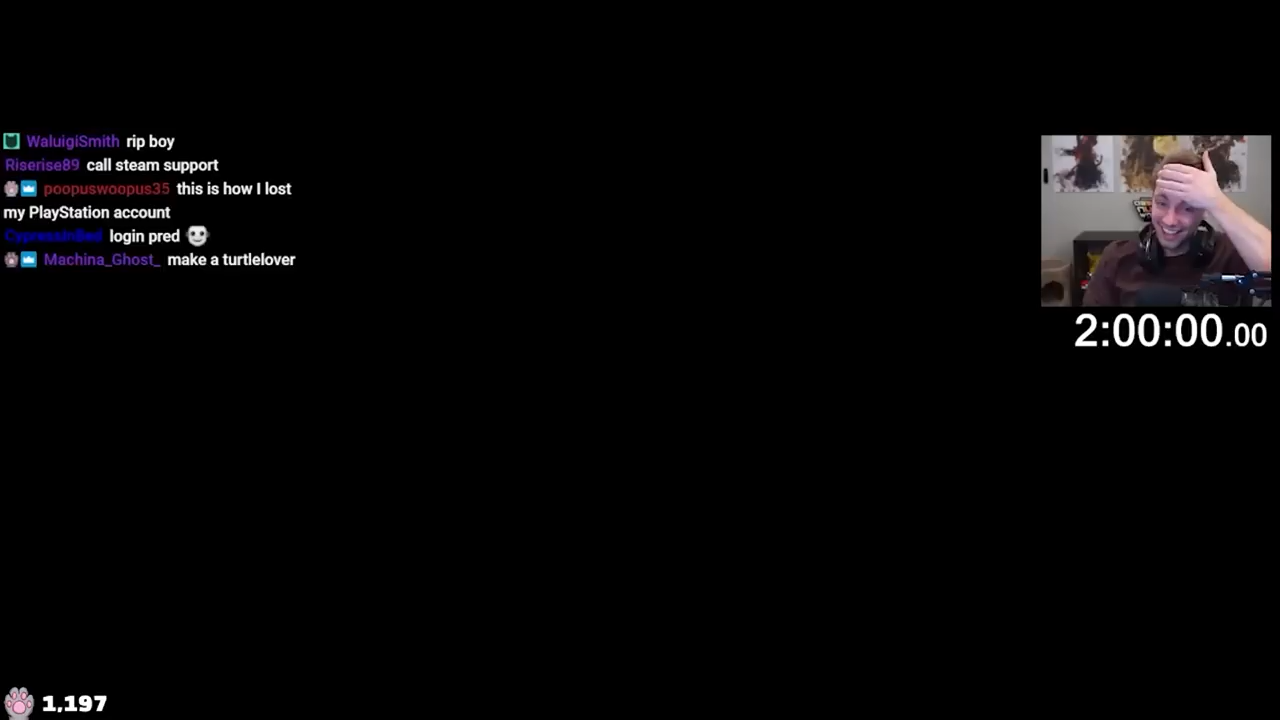 WaluigiSmith rip boy
Riserise89 call steam support
poopuswoopus35 this is how I lost
my PlayStation account
CypressInBed login pred
Machina_Ghost_ make a turtlelover
2:00:00.00
1,197